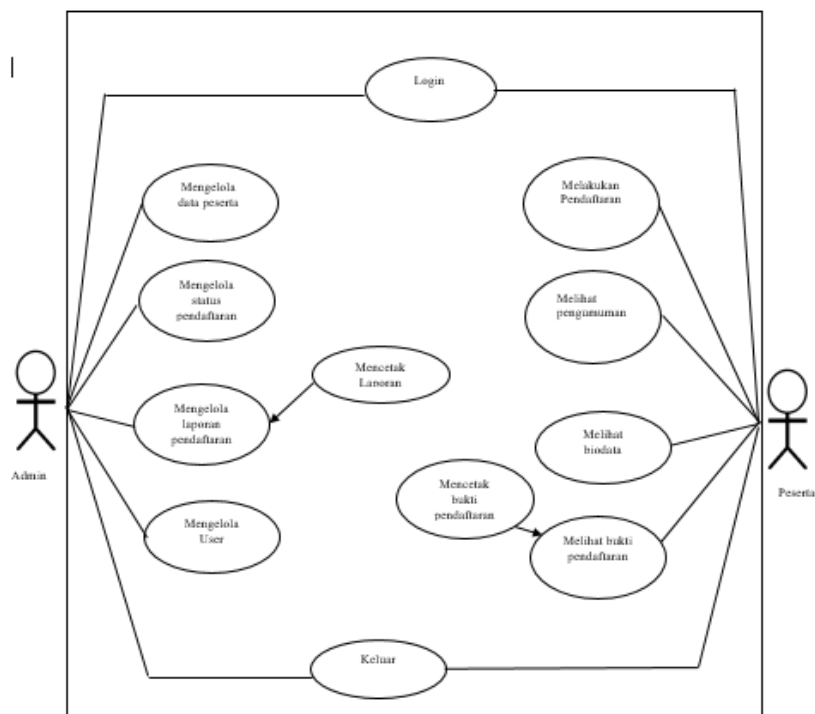 Login
Mengelola
data peserta
Melakukan
Pendaftaran
Mengelola
status
pendaftaran
Melihat
pengumuman
Mencetak
Laporan
Mengelola
laporan
pendaftaran
Melihat
biodata
Admin
Mencetak
bukti
pendaftaran
Peserta
Mengelola
User
Melihat bukti
pendaftaran
Keluar